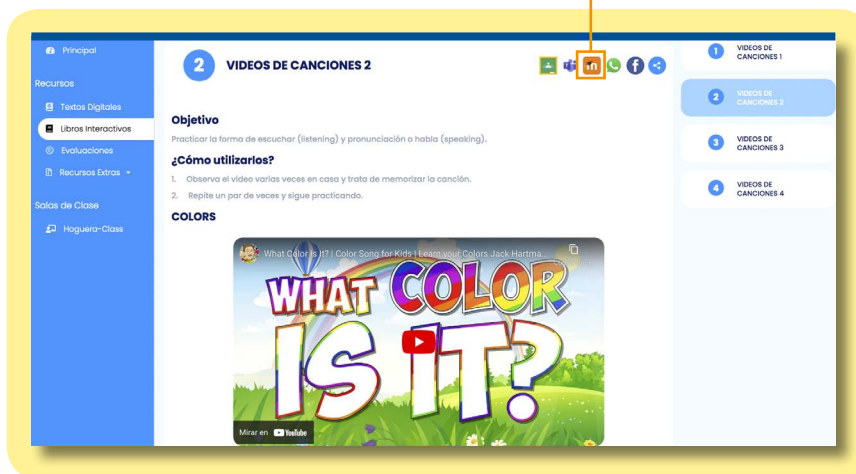 Principal
Recursos
Textos Digitales
Libros Interactivos
Evaluaciones
Recursos Extras
Salas de Clase
Hoguera-Class
2
VIDEOS DE CANCIONES 2
m
f
Objetivo
Practicar la forma de escuchar (listening) y pronunciación o habla (speaking).
¿Cómo utilizarlos?
1. Observa el video varias veces en casa y trata de memorizar la canción.
2. Repite un par de veces y sigue practicando.
COLORS
What Color Is It? | Color Song for Kids | Learn your Colors Jack Hartma...
WHAT COLOR
IS IT?
Mirar en YouTube
1
VIDEOS DE
CANCIONES 1
2
VIDEOS DE
CANCIONES 2
3
VIDEOS DE
CANCIONES 3
4
VIDEOS DE
CANCIONES 4